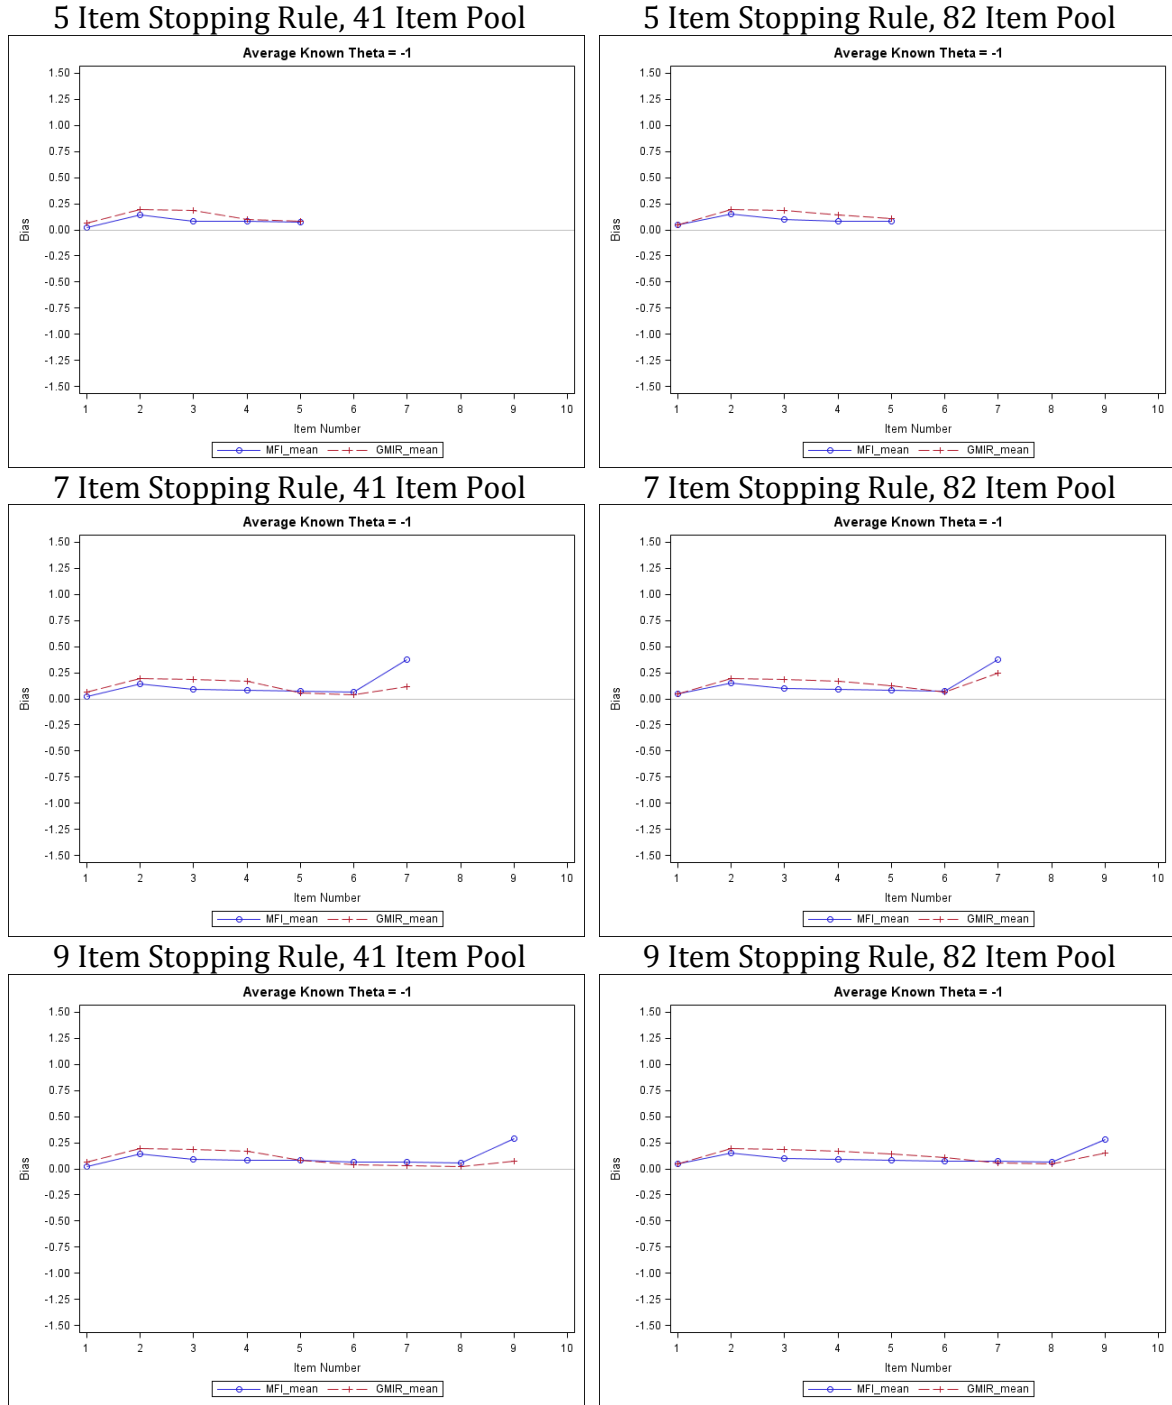 5 Item Stopping Rule, 41 Item Pool
Average Known Theta = -1
1.50
1.25
1.00
0.75
0.50
0.25
0.00
-0.25
-0.50
-0.75
-1.00
-1.25
-1.50
Bias
1 2 3 4 5 6 7 8 9 10
Item Number
MFI_mean GMIR_mean
5 Item Stopping Rule, 82 Item Pool
Average Known Theta = -1
1.50
1.25
1.00
0.75
0.50
0.25
0.00
-0.25
-0.50
-0.75
-1.00
-1.25
-1.50
Bias
1 2 3 4 5 6 7 8 9 10
Item Number
MFI_mean GMIR_mean
7 Item Stopping Rule, 41 Item Pool
Average Known Theta = -1
1.50
1.25
1.00
0.75
0.50
0.25
0.00
-0.25
-0.50
-0.75
-1.00
-1.25
-1.50
Bias
1 2 3 4 5 6 7 8 9 10
Item Number
MFI_mean GMIR_mean
7 Item Stopping Rule, 82 Item Pool
Average Known Theta = -1
1.50
1.25
1.00
0.75
0.50
0.25
0.00
-0.25
-0.50
-0.75
-1.00
-1.25
-1.50
Bias
1 2 3 4 5 6 7 8 9 10
Item Number
MFI_mean GMIR_mean
9 Item Stopping Rule, 41 Item Pool
Average Known Theta = -1
1.50
1.25
1.00
0.75
0.50
0.25
0.00
-0.25
-0.50
-0.75
-1.00
-1.25
-1.50
Bias
1 2 3 4 5 6 7 8 9 10
Item Number
MFI_mean GMIR_mean
9 Item Stopping Rule, 82 Item Pool
Average Known Theta = -1
1.50
1.25
1.00
0.75
0.50
0.25
0.00
-0.25
-0.50
-0.75
-1.00
-1.25
-1.50
Bias
1 2 3 4 5 6 7 8 9 10
Item Number
MFI_mean GMIR_mean